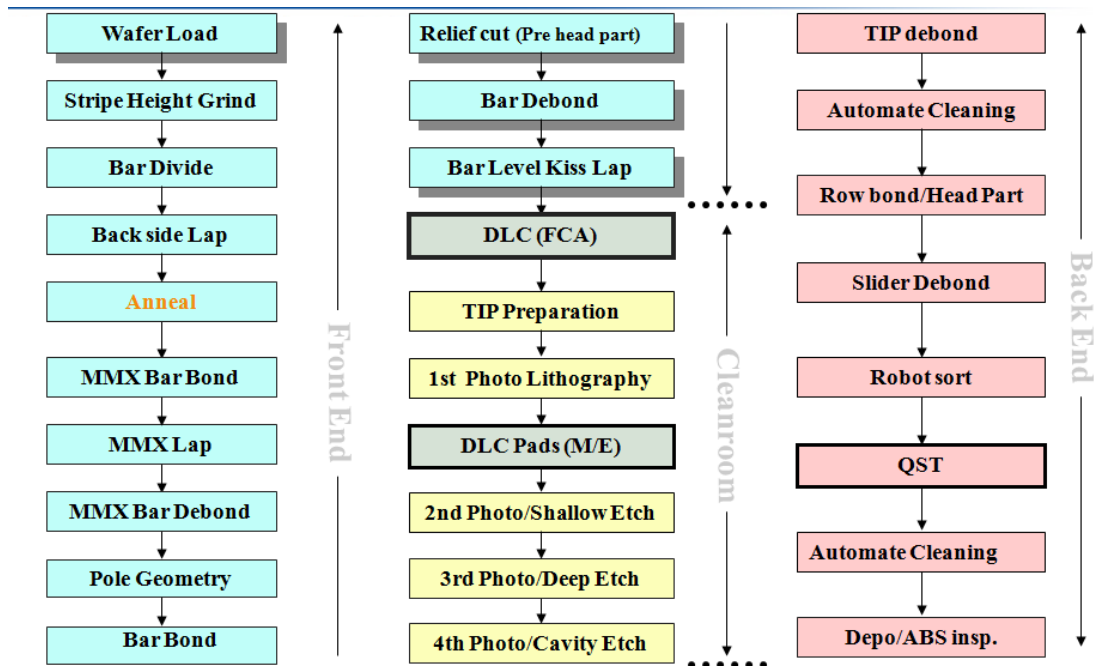 Wafer Load
Stripe Height Grind
Bar Divide
Back side Lap
Anneal
MMX Bar Bond
MMX Lap
MMX Bar Debond
Pole Geometry
Bar Bond
Front End
Relief cut (Pre head part)
Bar Debond
Bar Level Kiss Lap
DLC (FCA)
TIP Preparation
1st Photo Lithography
DLC Pads (M/E)
2nd Photo/Shallow Etch
3rd Photo/Deep Etch
4th Photo/Cavity Etch
Cleanroom
TIP debond
Automate Cleaning
Row bond/Head Part
Slider Debond
Robot sort
QST
Automate Cleaning
Depo/ABS insp.
Back End